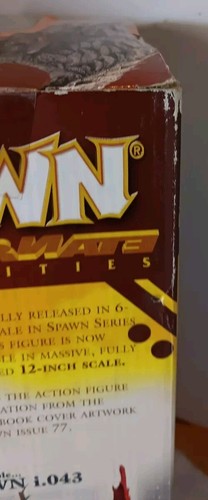 WN®
ITIES
LLY RELEASED IN 6-
ALE IN SPAWN SERIES
S FIGURE IS NOW
LE IN MASSIVE, FULLY
ED 12-INCH SCALE.
THE ACTION FIGURE
ATION FROM THE
BOOK COVER ARTWORK
WN ISSUE 77.
WN i.043